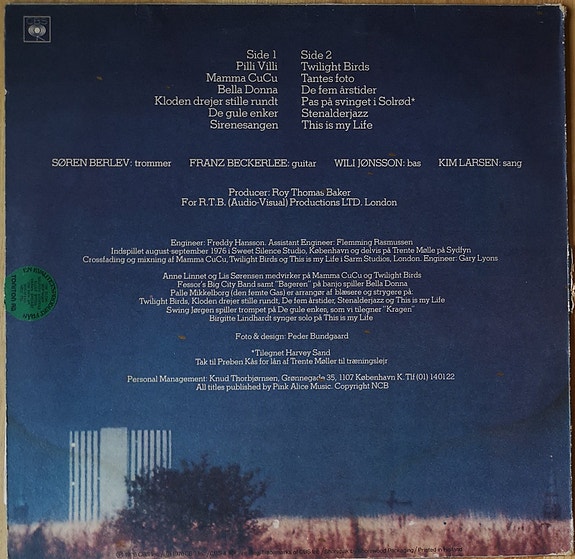 CBS
Side 1
Pilli Villi
Mamma CuCu
Bella Donna
Kloden drejer stille rundt
De gule enker
Sirenesangen
Side 2
Twilight Birds
Tantes foto
De fem årstider
Pas på svinget i Solrød*
Stenalderjazz
This is my Life
SØREN BERLEV: trommer FRANZ BECKERLEE: guitar WILI JØNSSON: bas KIM LARSEN: sang
Producer: Roy Thomas Baker
For R.T.B. (Audio-Visual) Productions LTD. London
Engineer: Freddy Hansson. Assistant Engineer: Flemming Rasmussen
Indspillet august-september 1976 i Sweet Silence Studio, København og delvis på Trente Mølle på Sydfyn
Crossfading og mixning af Mamma CuCu, Twilight Birds og This is my Life i Sarm Studios, London. Engineer: Gary Lyons
Anne Linnet og Lis Sørensen medvirker på Mamma CuCu og Twilight Birds
Fessor's Big City Band samt "Bageren" på banjo spiller Bella Donna
Palle Mikkelborg (den femte Gas) er arrangør af blæsere og strygere på:
Twilight Birds, Kloden drejer stille rundt, De fem årstider, Stenalderjazz og This is my Life
Swing Jørgen spiller trompet på De gule enker, som vi tilegner "Kragen"
Birgitte Lindhardt synger solo på This is my Life
Foto & design: Peder Bundgaard
*Tilegnet Harvey Sand
Tak til Preben Kås for lån af Trente Møller til træningslejr
Personal Management: Knud Thorbjørnsen, Grønnegade 35, 1107 København K. Tlf (01) 140122
All titles published by Pink Alice Music. Copyright NCB
Packaging / Printed in